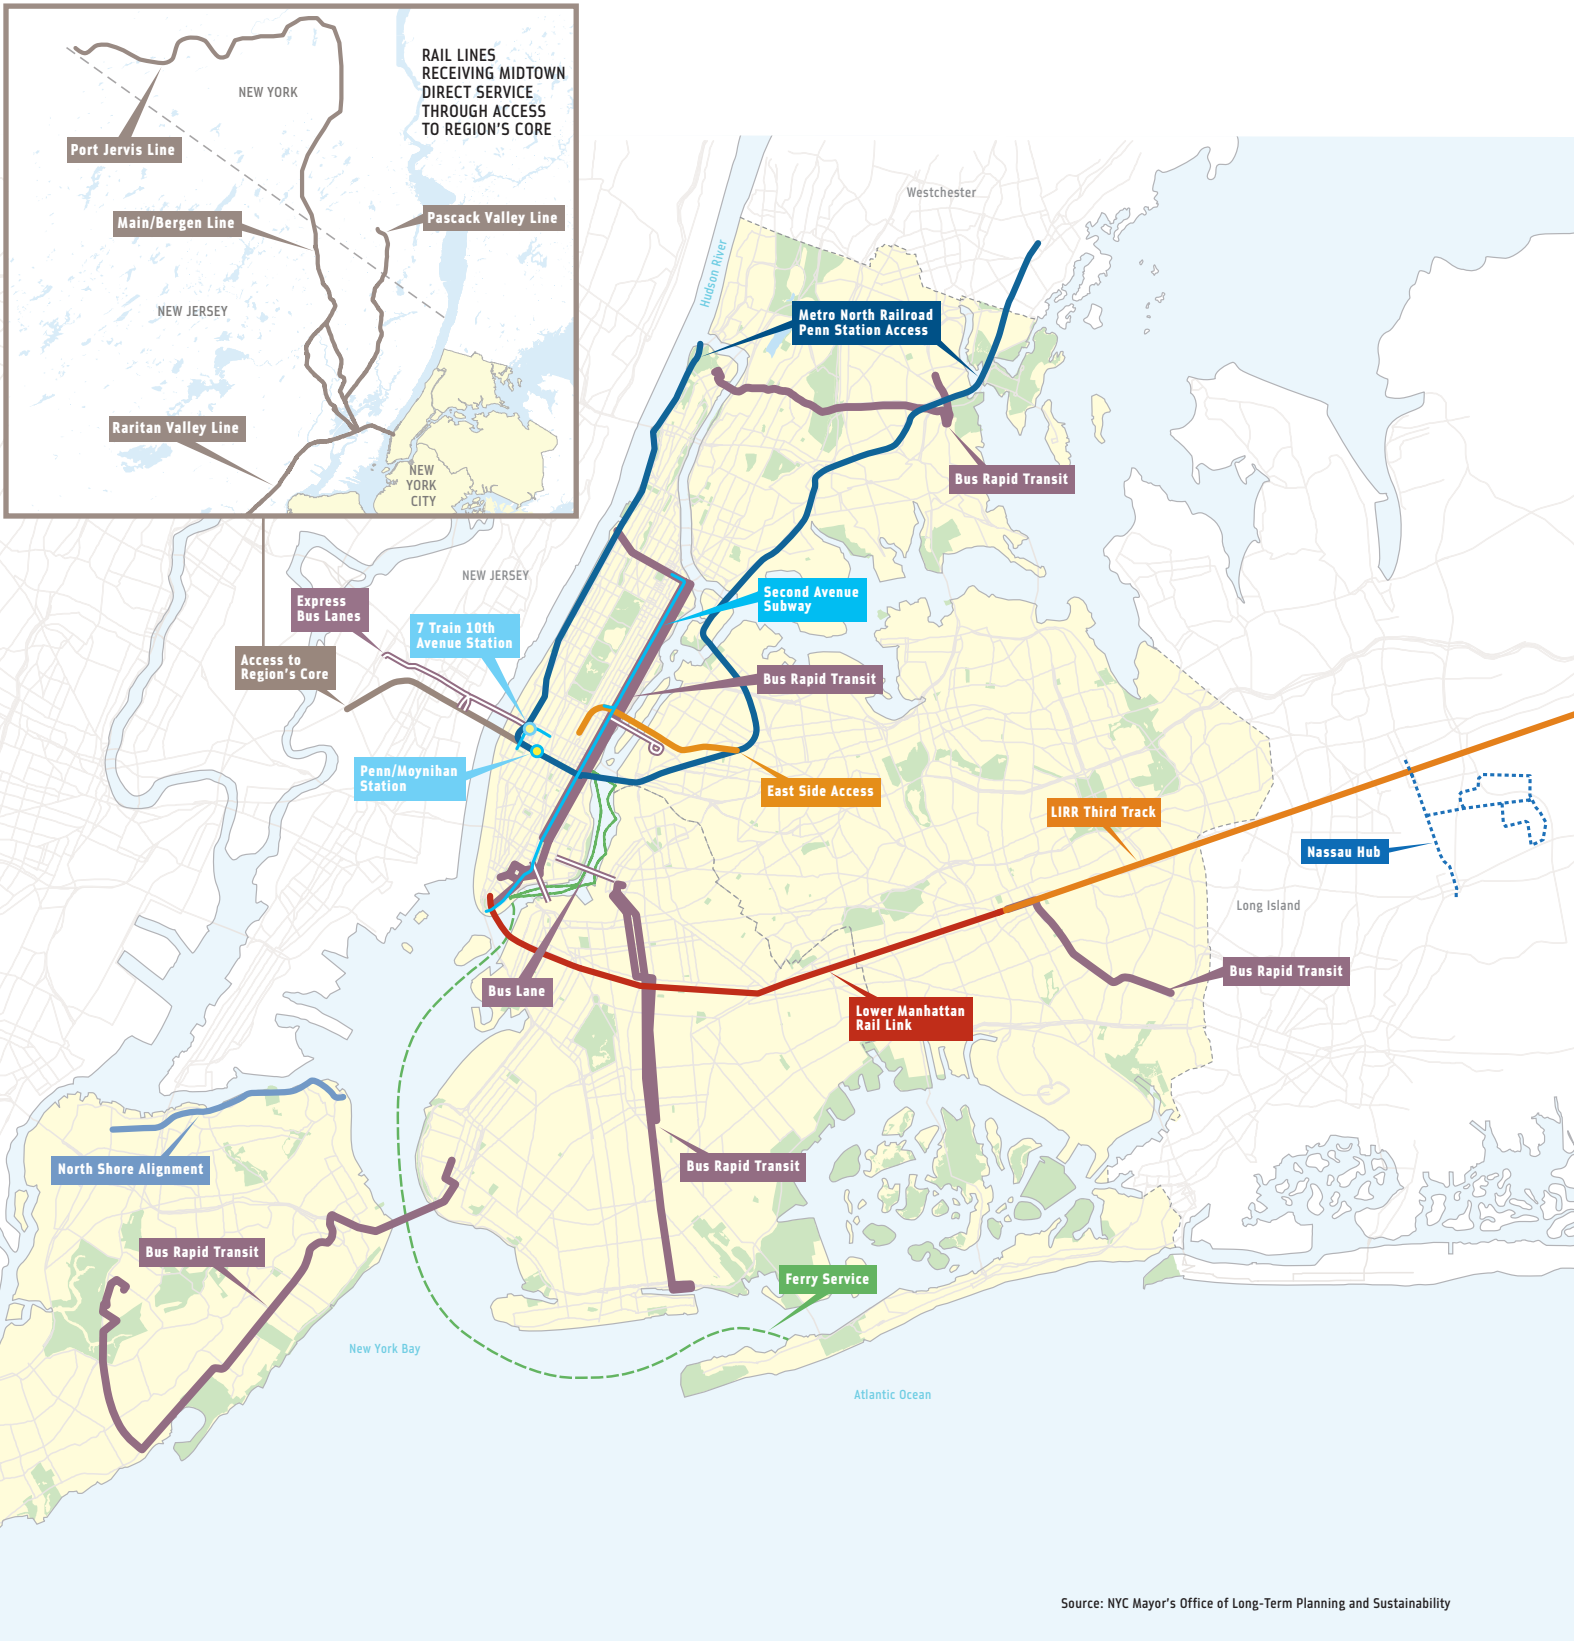 RAIL LINES
RECEIVING MIDTOWN
DIRECT SERVICE
THROUGH ACCESS
TO REGION'S CORE
NEW YORK
Port Jervis Line
Main/Bergen Line
Pascack Valley Line
NEW JERSEY
Raritan Valley Line
NEW
YORK
CITY
Westchester
Hudson River
Metro North Railroad
Penn Station Access
Bus Rapid Transit
NEW JERSEY
Express
Bus Lanes
7 Train 10th
Avenue Station
Second Avenue
Subway
Access to
Region's Core
Bus Rapid Transit
Penn/Moynihan
Station
East Side Access
LIRR Third Track
Nassau Hub
Long Island
Bus Rapid Transit
Bus Lane
Lower Manhattan
Rail Link
North Shore Alignment
Bus Rapid Transit
Bus Rapid Transit
Ferry Service
New York Bay
Atlantic Ocean
Source: NYC Mayor's Office of Long-Term Planning and Sustainability